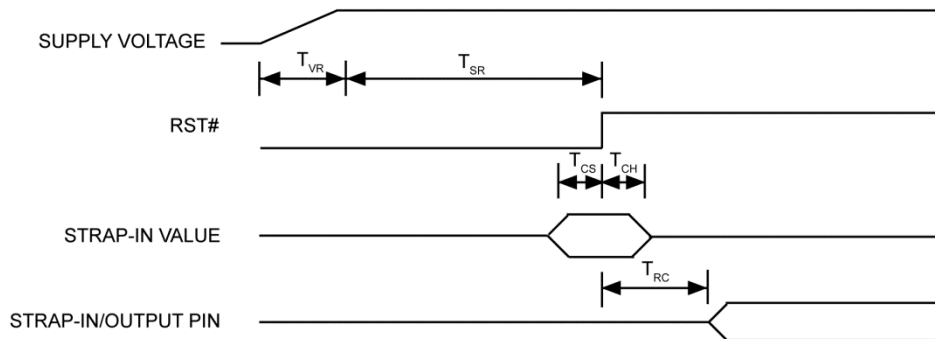 SUPPLY VOLTAGE
TVR
TSR
RST#
TCS
TCH
STRAP-IN VALUE
TRC
STRAP-IN/OUTPUT PIN